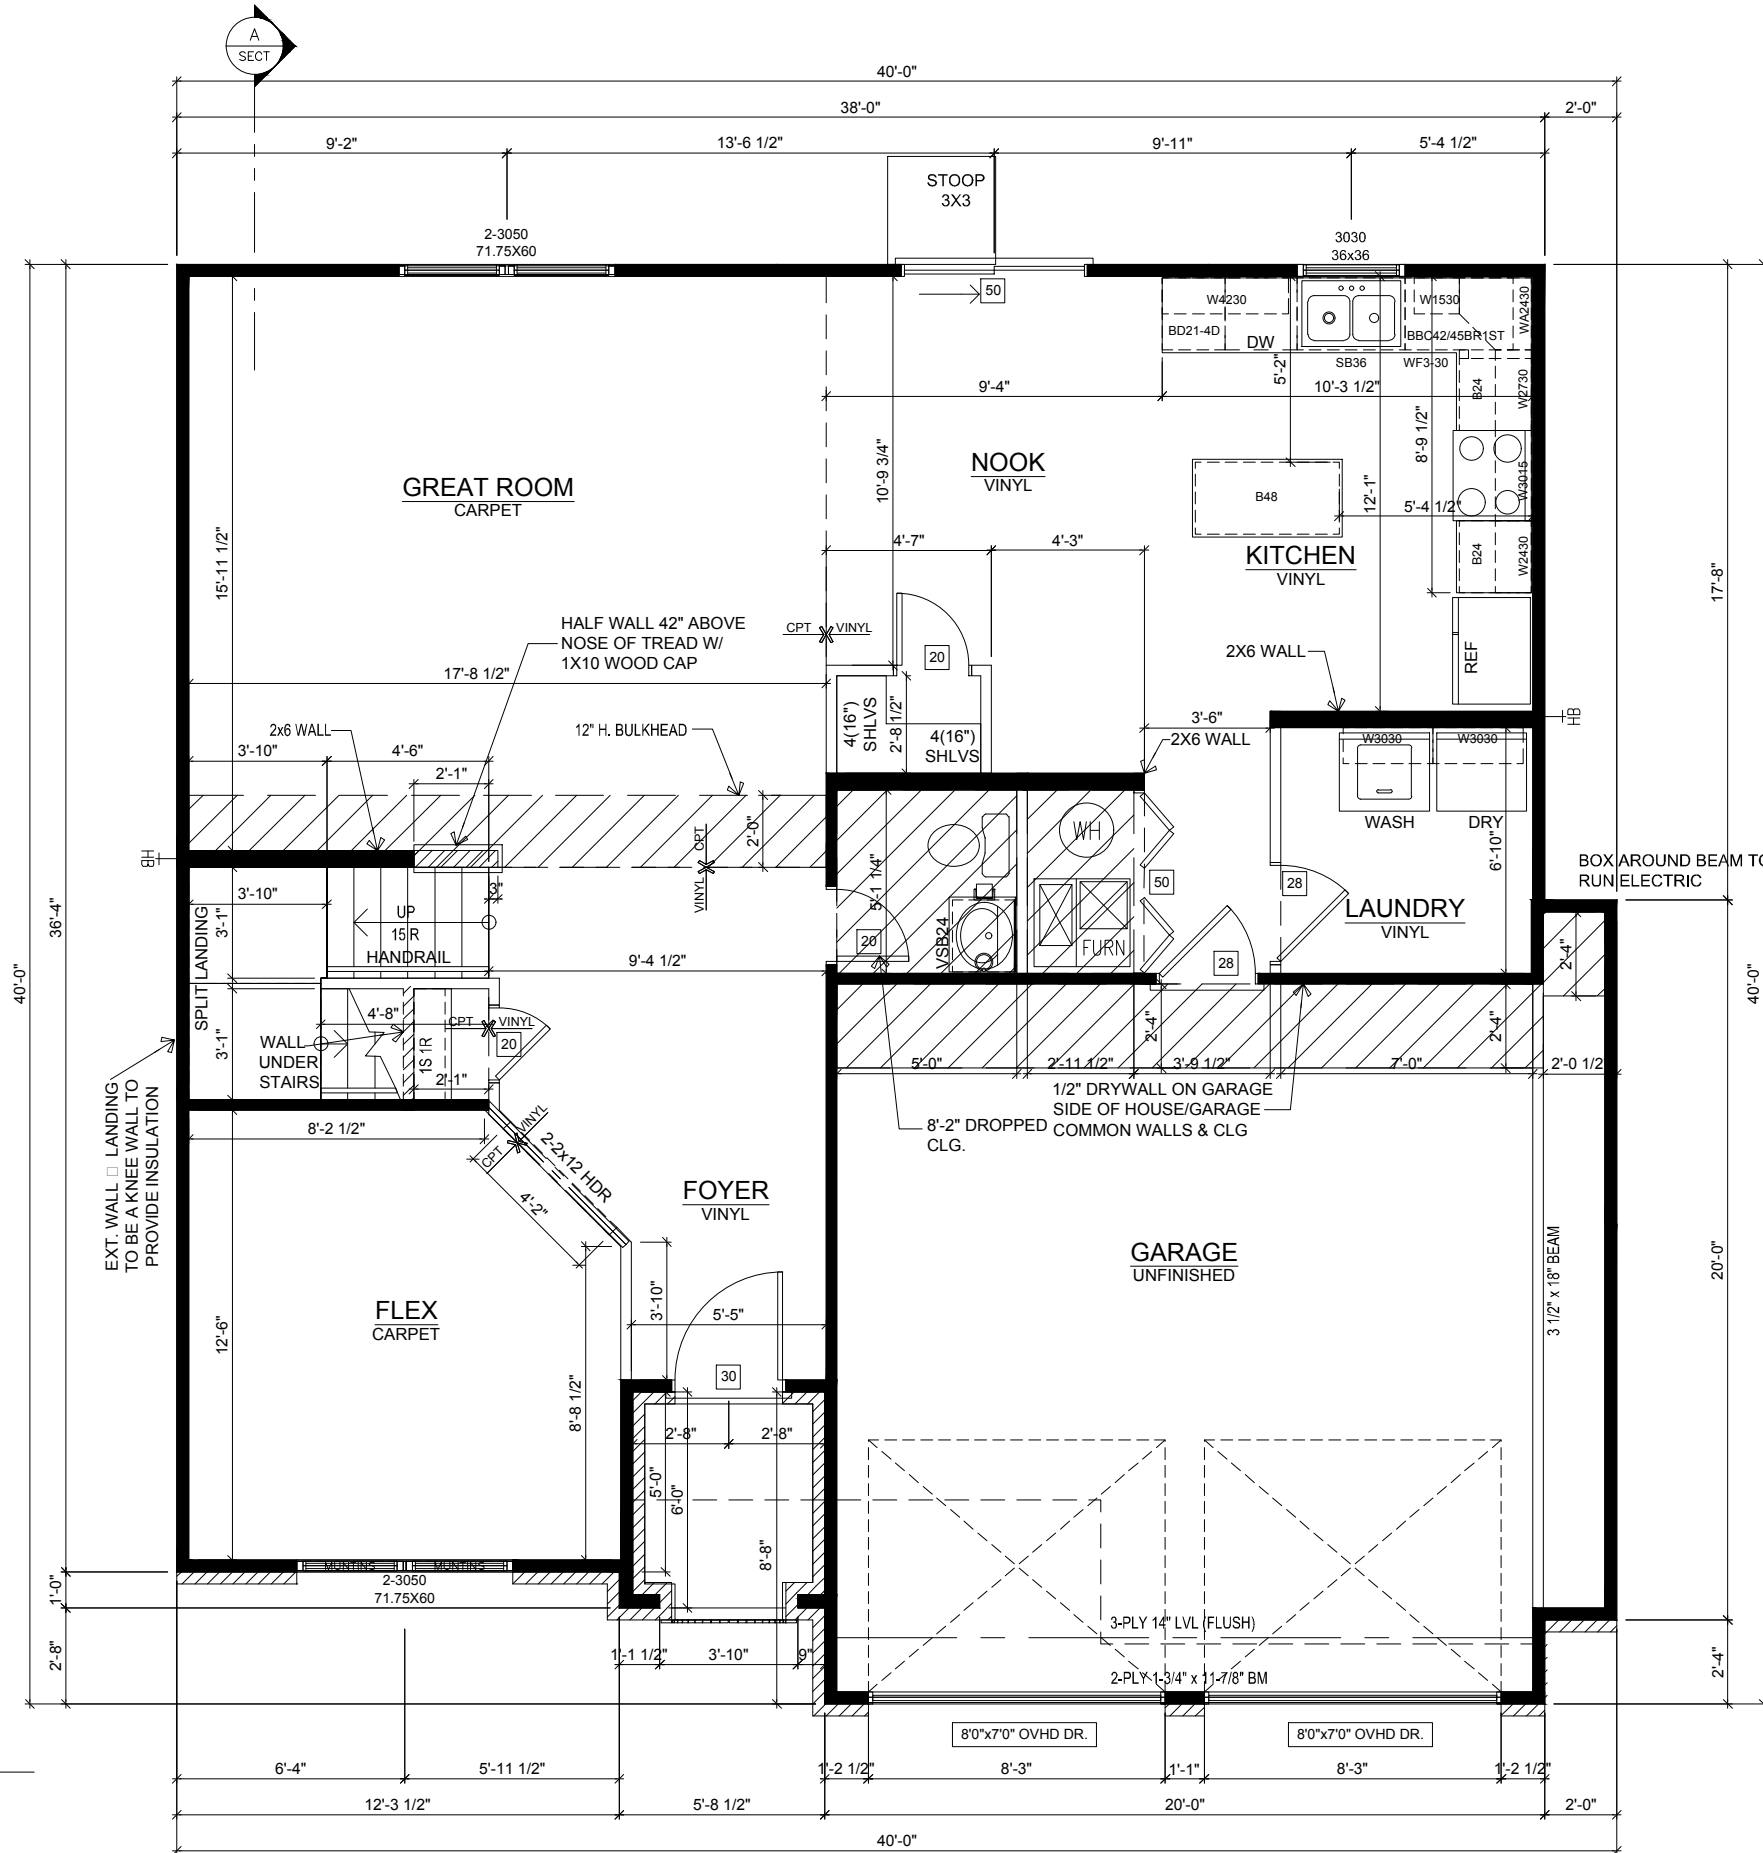 A
SECT
40'-0"
38'-0"
2'-0"
9'-2"
13'-6 1/2"
9'-11"
5'-4 1/2"
STOOP
3X3
2-3050
71.75X60
3030
36x36
50
W4230
W1530
WA2430
BD21-4D
DW
BBC42/45BR1ST
SB36
WF3-30
5'-2"
9'-4"
10'-3 1/2"
B24
W2730
8'-9 1/2"
10'-9 3/4"
NOOK
VINYL
GREAT ROOM
CARPET
B48
12'-1"
W3015
5'-4 1/2"
4'-7"
4'-3"
KITCHEN
VINYL
B24
W2430
15'-11 1/2"
17'-8"
HALF WALL 42" ABOVE
NOSE OF TREAD W/
1X10 WOOD CAP
CPT
VINYL
20
2X6 WALL
REF
17'-8 1/2"
4(16")
SHLVS
2'-8 1/2"
4(16")
SHLVS
3'-6"
2X6 WALL
HB
2x6 WALL
12" H. BULKHEAD
3'-10"
4'-6"
2'-1"
W3030
W3030
WASH
DRY
2'-0"
CPT
VINYL
WH
6'-10"
HB
5'-1 1/4"
50
28
BOX AROUND BEAM TO
RUN ELECTRIC
3'-10"
3"
UP
15 R
HANDRAIL
3'-1"
SPLIT LANDING
36'-4"
40'-0"
9'-4 1/2"
20
VSB24
FURN
28
LAUNDRY
VINYL
2'-4"
40'-0"
4'-8"
CPT
VINYL
20
3'-1"
WALL
UNDER
STAIRS
1S 1R
2'-1"
2'-4"
2'-4"
5'-0"
2'-11 1/2"
3'-9 1/2"
7'-0"
2'-0 1/2"
EXT. WALL □ LANDING
TO BE A KNEE WALL TO
PROVIDE INSULATION
8'-2 1/2"
CPT
VINYL
2-2x12 HDR
4'-2"
8'-2" DROPPED
CLG.
1/2" DRYWALL ON GARAGE
SIDE OF HOUSE/GARAGE
COMMON WALLS & CLG
FOYER
VINYL
GARAGE
UNFINISHED
3 1/2" x 18" BEAM
20'-0"
FLEX
CARPET
12'-6"
3'-10"
5'-5"
8'-8 1/2"
30
2'-8"
2'-8"
5'-0"
6'-0"
8'-8"
MUNTINS
MUNTINS
2-3050
71.75X60
1'-0"
2'-8"
3-PLY 14" LVL (FLUSH)
1'-1 1/2"
3'-10"
9"
2-PLY 1-3/4" x 11-7/8" BM
2'-4"
8'0"x7'0" OVHD DR.
8'0"x7'0" OVHD DR.
6'-4"
5'-11 1/2"
1'-2 1/2"
8'-3"
1'-1"
8'-3"
1'-2 1/2"
12'-3 1/2"
5'-8 1/2"
20'-0"
2'-0"
40'-0"